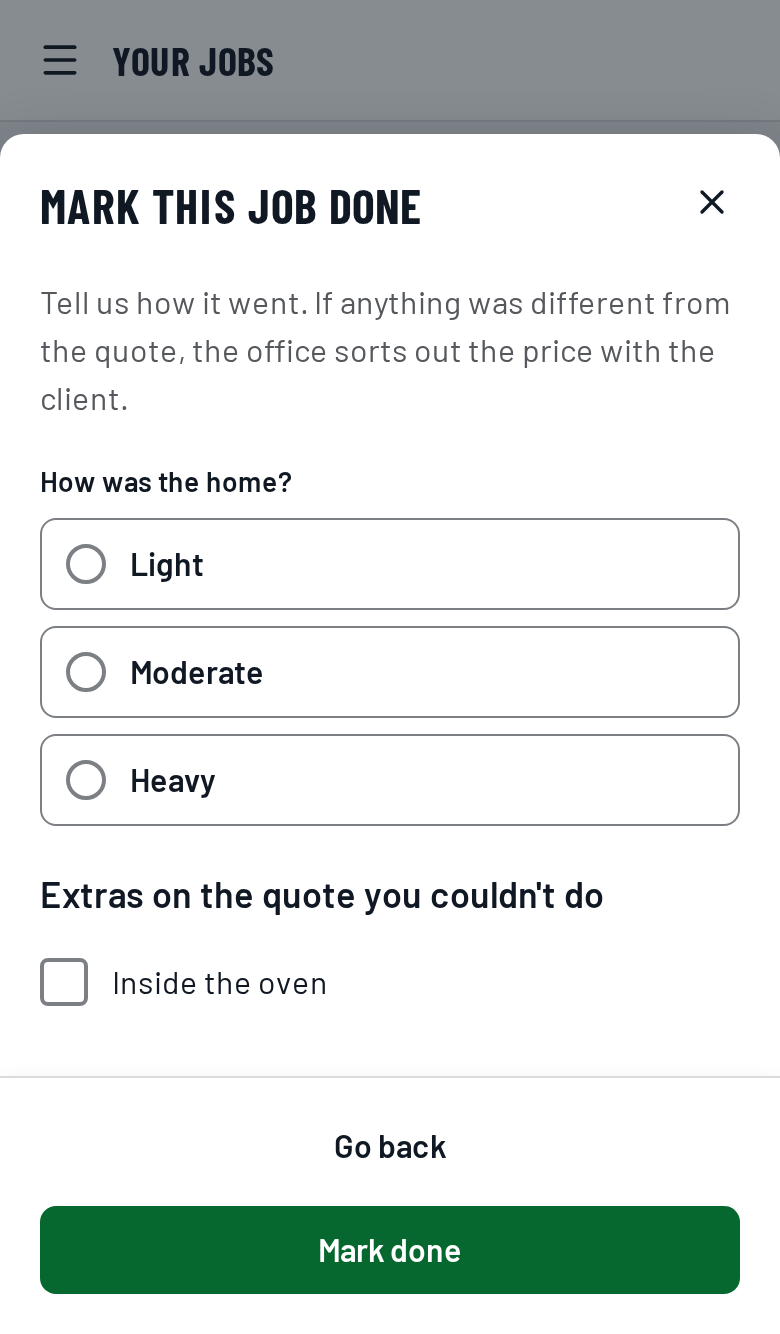 YOUR JOBS
MARK THIS JOB DONE
Tell us how it went. If anything was different from
the quote, the office sorts out the price with the
client.
How was the home?
Light
Moderate
Heavy
Extras on the quote you couldn't do
Inside the oven
Go back
Mark done